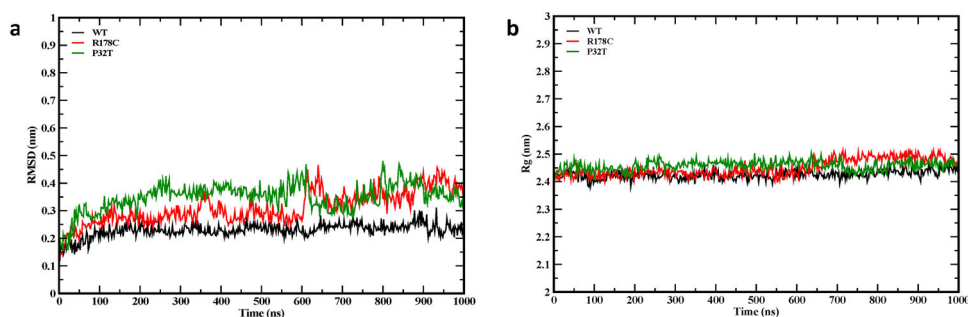 a
WT
R178C
P32T
RMSD (nm)
1
0.9
0.8
0.7
0.6
0.5
0.4
0.3
0.2
0.1
0
0 100 200 300 400 500 600 700 800 900 1000
Time (ns)
b
WT
R178C
P32T
Rg (nm)
3
2.9
2.8
2.7
2.6
2.5
2.4
2.3
2.2
2.1
2
0 100 200 300 400 500 600 700 800 900 1000
Time (ns)